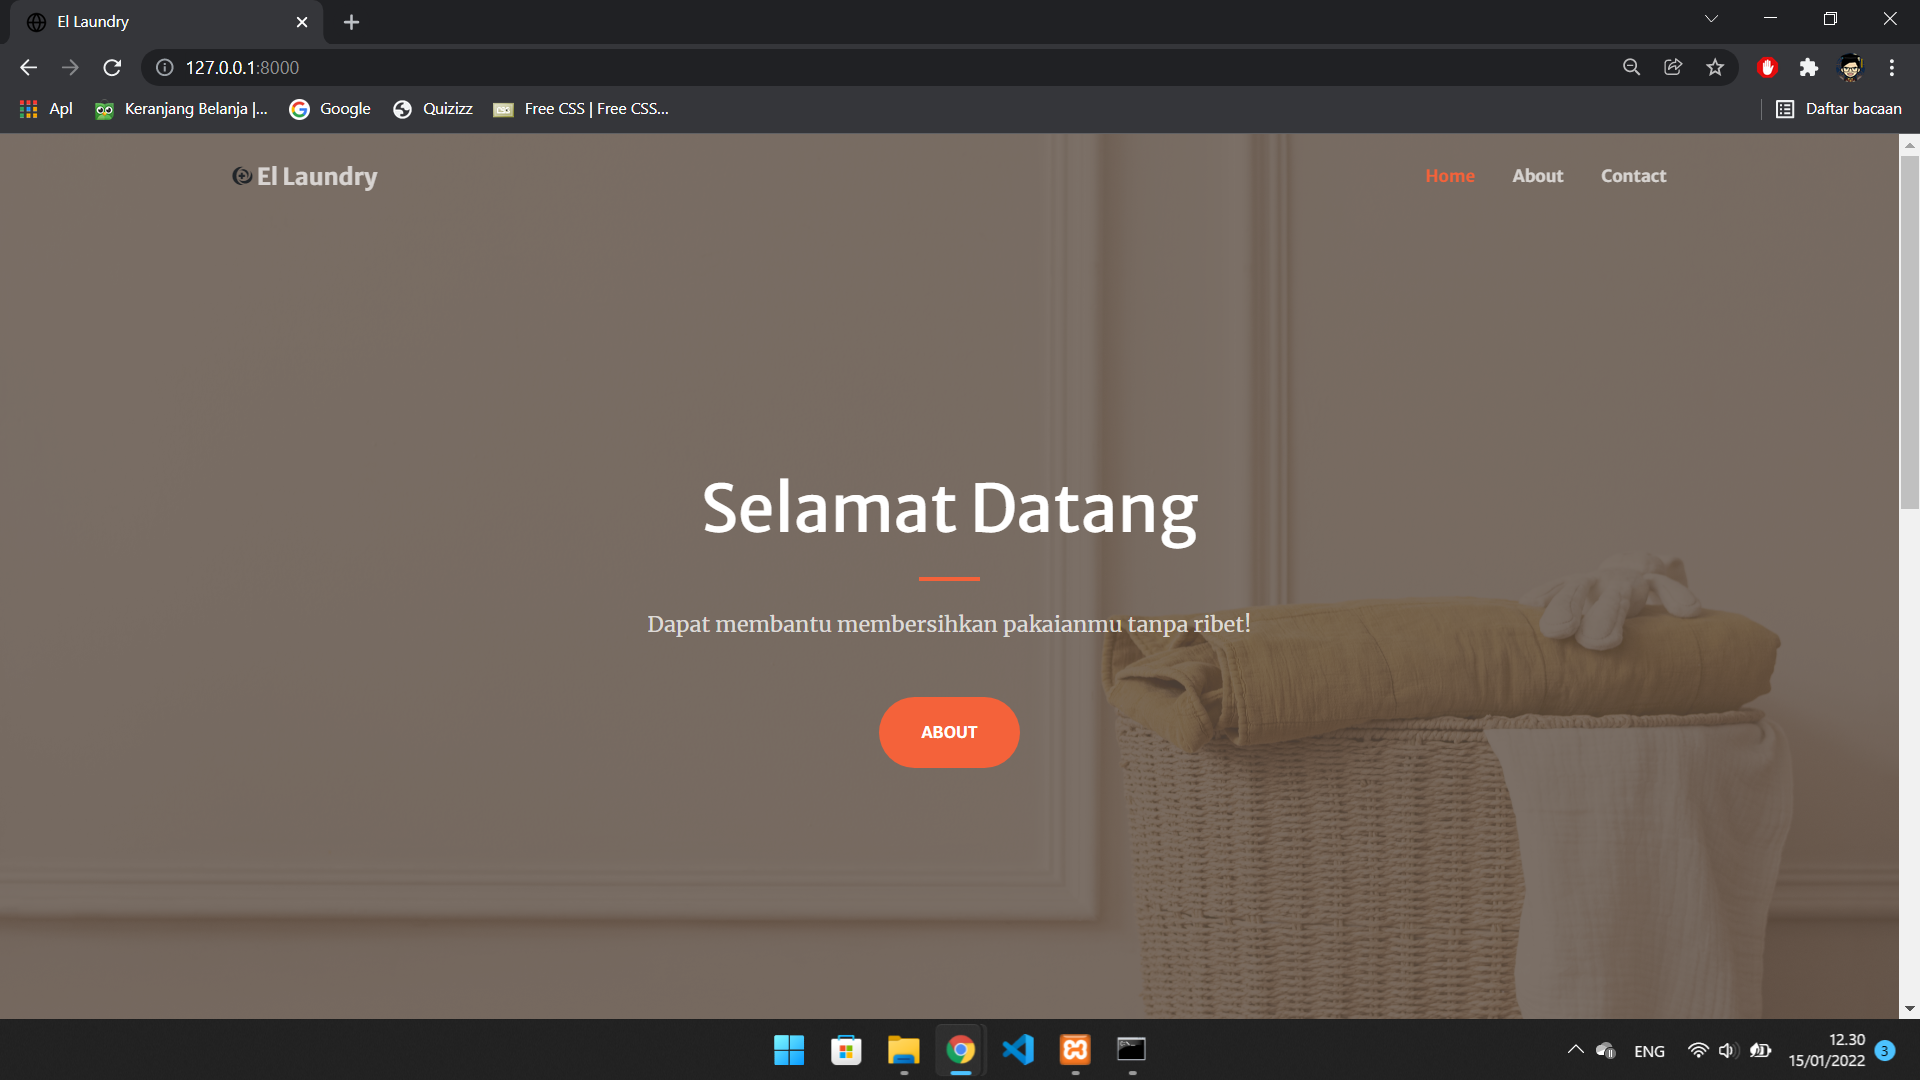 El Laundry
127.0.0.1:8000
Apl Keranjang Belanja |... Google Quizizz Free CSS | Free CSS... Daftar bacaan
El Laundry Home About Contact
Selamat Datang
Dapat membantu membersihkan pakaianmu tanpa ribet!
ABOUT
ENG
12.30
15/01/2022 3